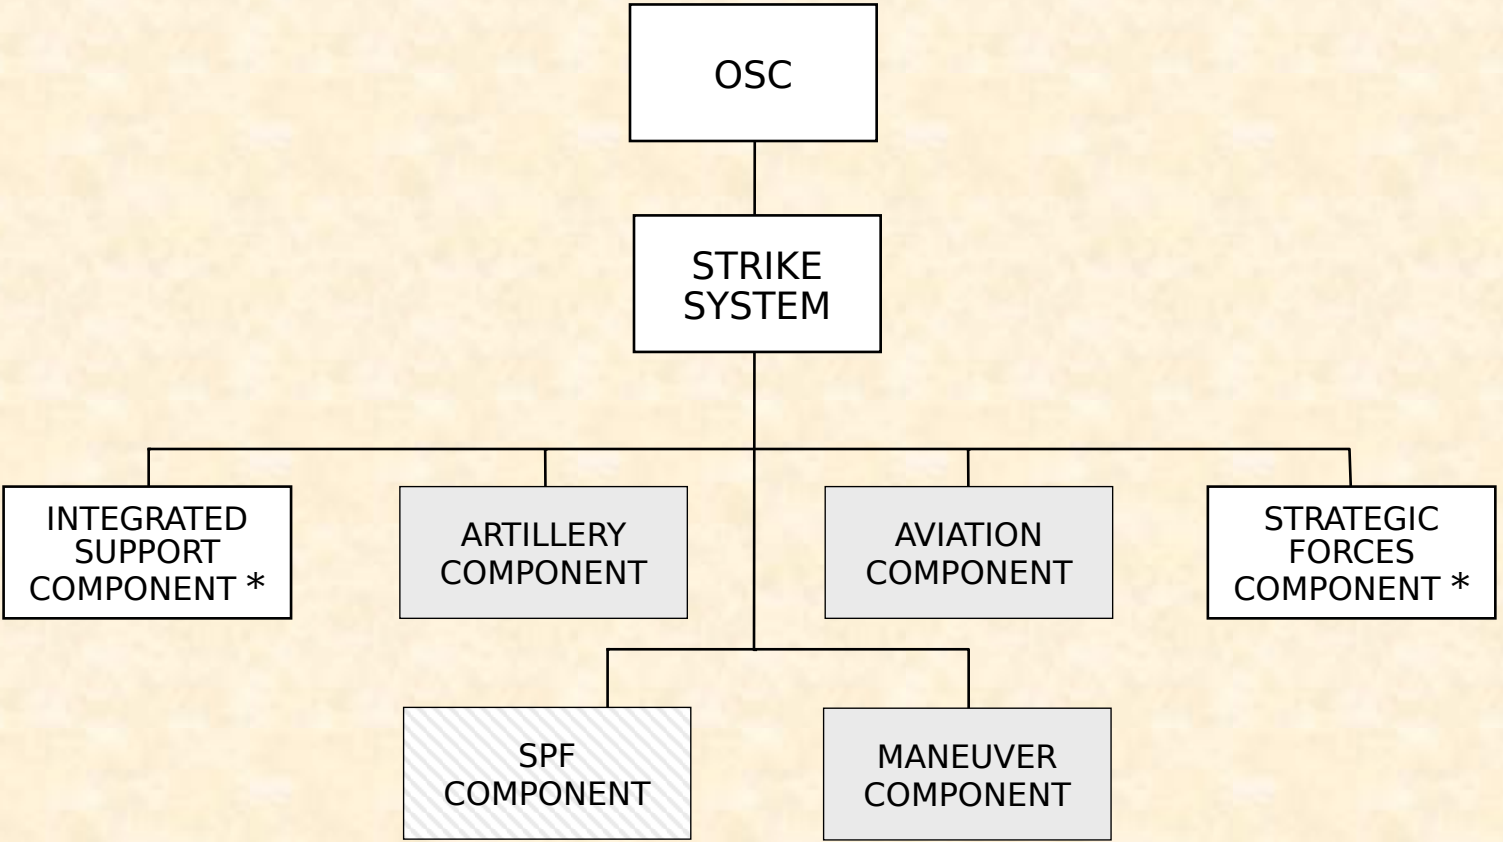 OSC
STRIKE
SYSTEM
INTEGRATED
SUPPORT
COMPONENT *
ARTILLERY
COMPONENT
AVIATION
COMPONENT
STRATEGIC
FORCES
COMPONENT *
SPF
COMPONENT
MANEUVER
COMPONENT